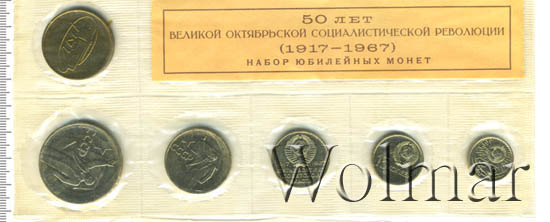 50 ЛЕТ
ВЕЛИКОЙ ОКТЯБРЬСКОЙ СОЦИАЛИСТИЧЕСКОЙ РЕВОЛЮЦИИ
(1917–1967)
НАБОР ЮБИЛЕЙНЫХ МОНЕТ
Wolmar